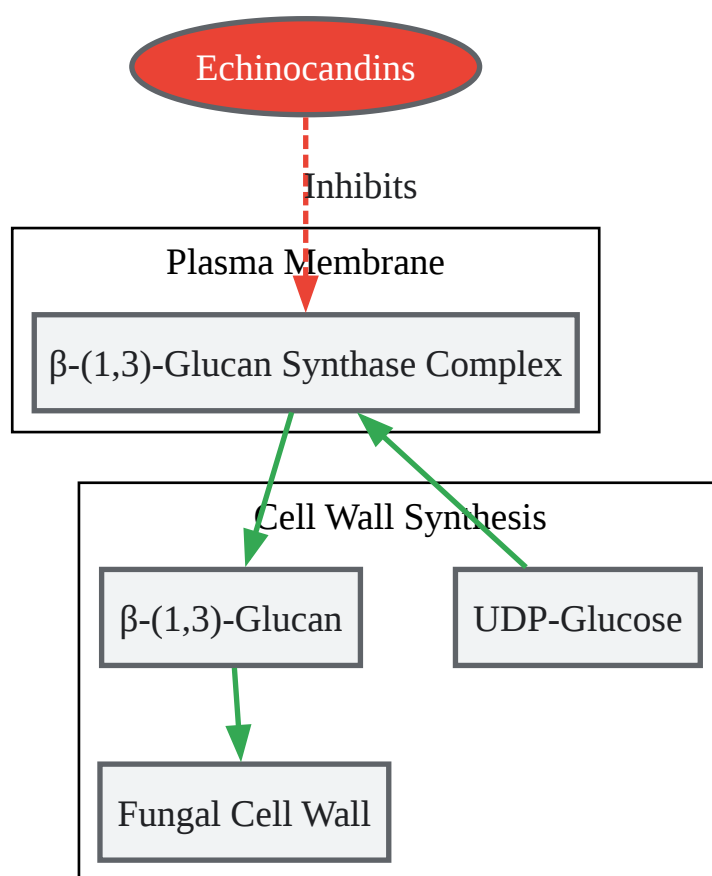 Echinocandins
Inhibits
Plasma Membrane
β-(1,3)-Glucan Synthase Complex
Cell Wall Synthesis
β-(1,3)-Glucan
UDP-Glucose
Fungal Cell Wall